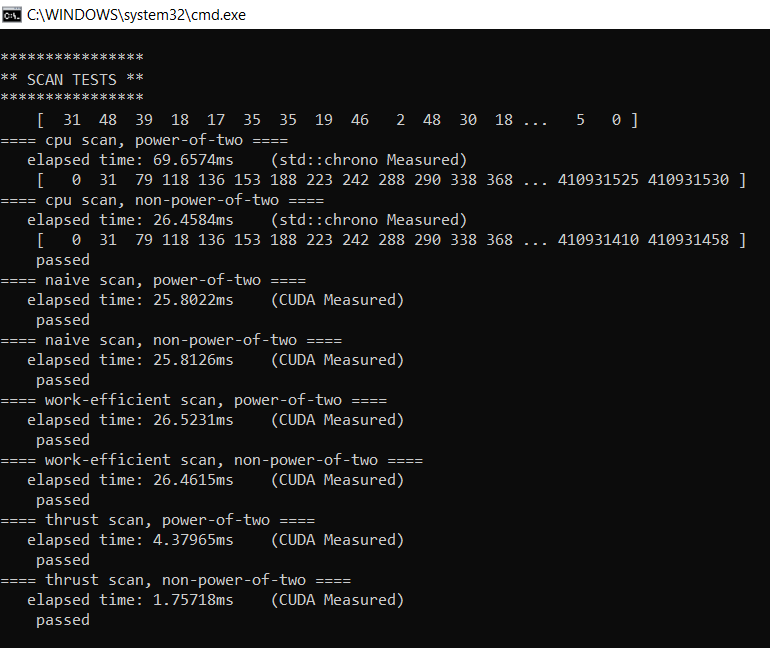 C:\WINDOWS\system32\cmd.exe
****************
** SCAN TESTS **
****************
[ 31 48 39 18 17 35 35 19 46 2 48 30 18 ... 5 0 ]
==== cpu scan, power-of-two ====
elapsed time: 69.6574ms (std::chrono Measured)
[ 0 31 79 118 136 153 188 223 242 288 290 338 368 ... 410931525 410931530 ]
==== cpu scan, non-power-of-two ====
elapsed time: 26.4584ms (std::chrono Measured)
[ 0 31 79 118 136 153 188 223 242 288 290 338 368 ... 410931410 410931458 ]
passed
==== naive scan, power-of-two ====
elapsed time: 25.8022ms (CUDA Measured)
passed
==== naive scan, non-power-of-two ====
elapsed time: 25.8126ms (CUDA Measured)
passed
==== work-efficient scan, power-of-two ====
elapsed time: 26.5231ms (CUDA Measured)
passed
==== work-efficient scan, non-power-of-two ====
elapsed time: 26.4615ms (CUDA Measured)
passed
==== thrust scan, power-of-two ====
elapsed time: 4.37965ms (CUDA Measured)
passed
==== thrust scan, non-power-of-two ====
elapsed time: 1.75718ms (CUDA Measured)
passed